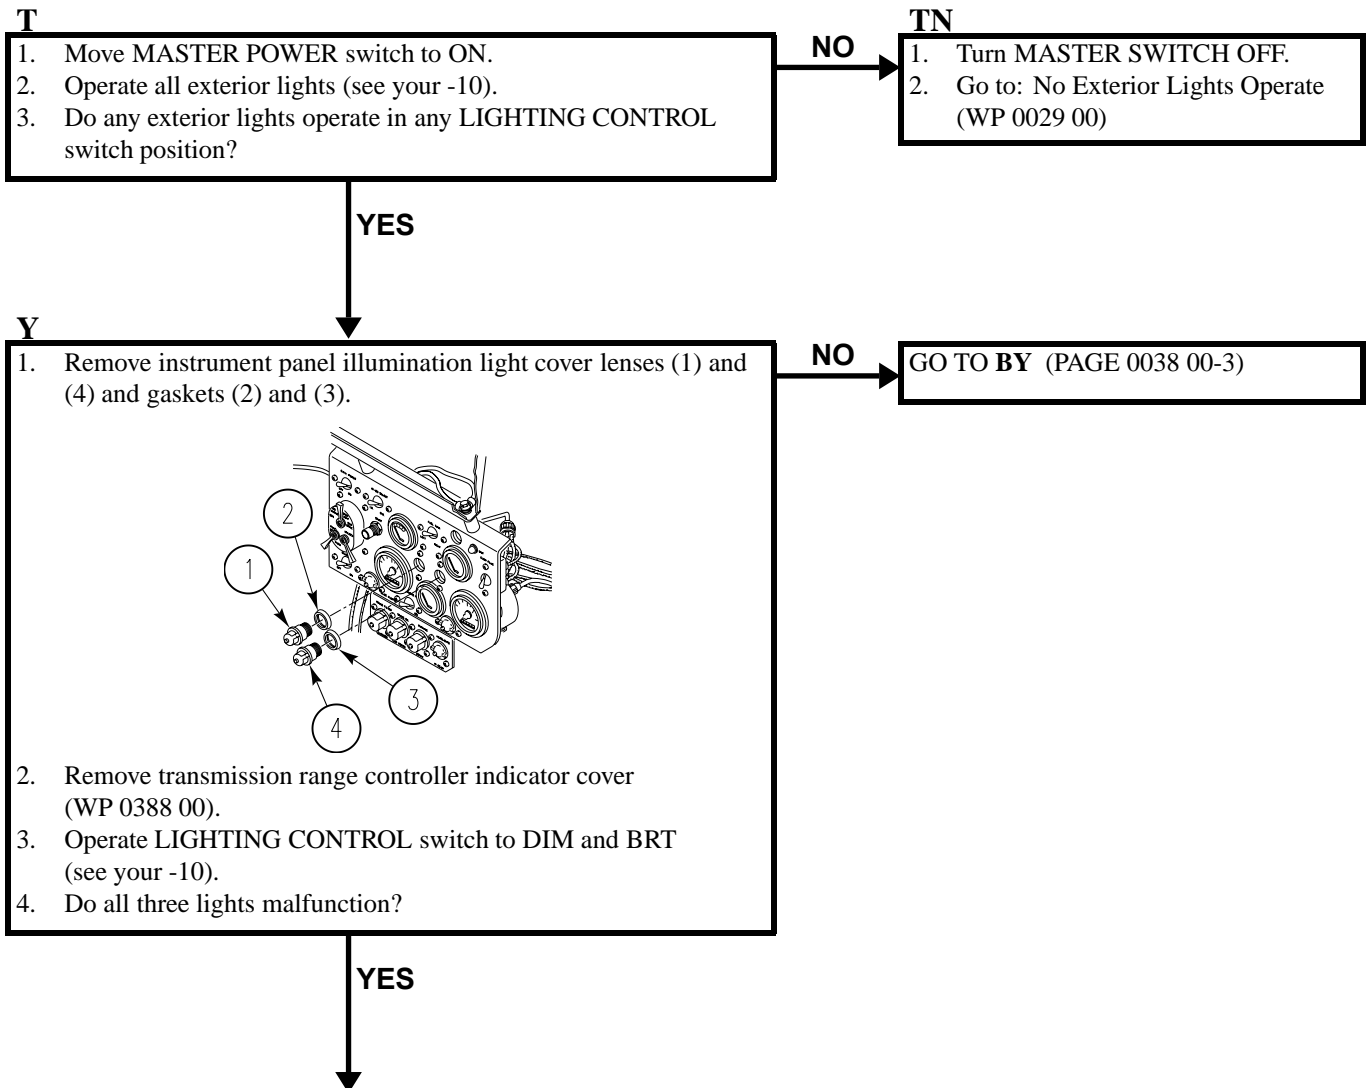 T
1. Move MASTER POWER switch to ON.
2. Operate all exterior lights (see your -10).
3. Do any exterior lights operate in any LIGHTING CONTROL
switch position?
NO
TN
1. Turn MASTER SWITCH OFF.
2. Go to: No Exterior Lights Operate
(WP 0029 00)
YES
Y
1. Remove instrument panel illumination light cover lenses (1) and
(4) and gaskets (2) and (3).
NO
GO TO BY (PAGE 0038 00-3)
2
1
3
4
2. Remove transmission range controller indicator cover
(WP 0388 00).
3. Operate LIGHTING CONTROL switch to DIM and BRT
(see your -10).
4. Do all three lights malfunction?
YES